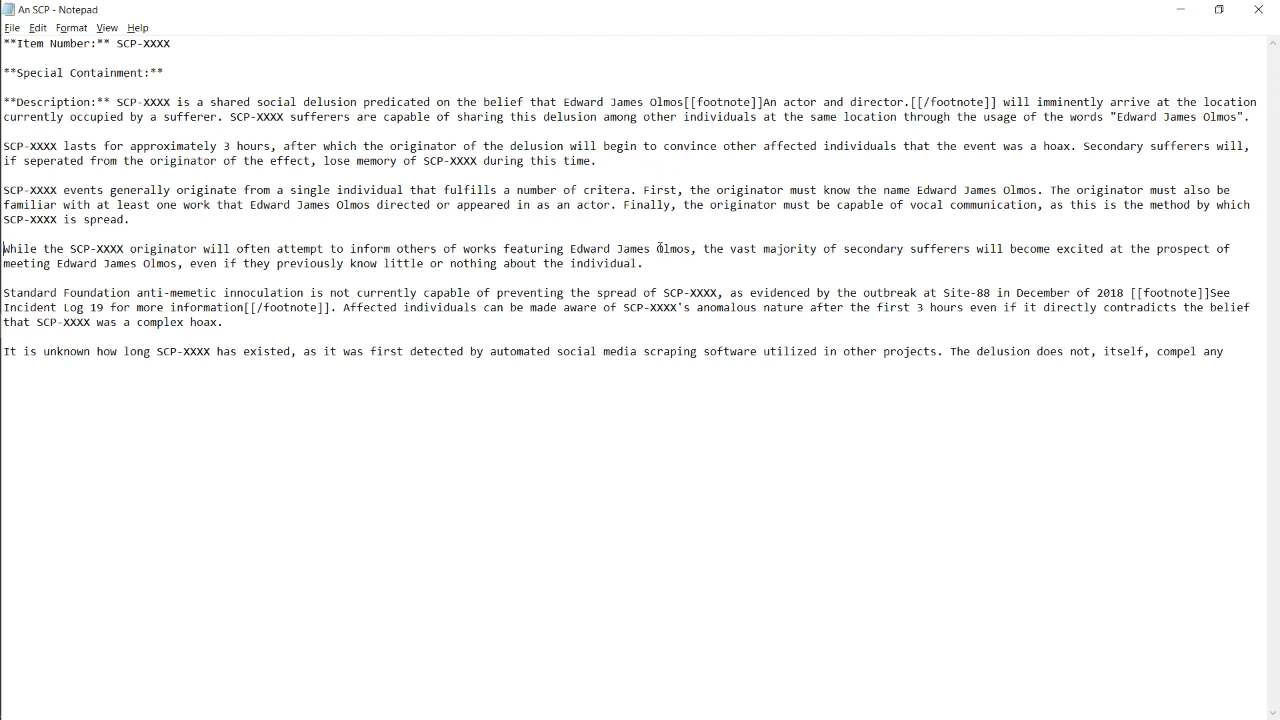 An SCP - Notepad
File Edit Format View Help
**Item Number:** SCP-XXXX
**Special Containment:**
**Description:** SCP-XXXX is a shared social delusion predicated on the belief that Edward James Olmos[[footnote]]An actor and director.[[/footnote]] will imminently arrive at the location
currently occupied by a sufferer. SCP-XXXX sufferers are capable of sharing this delusion among other individuals at the same location through the usage of the words "Edward James Olmos".
SCP-XXXX lasts for approximately 3 hours, after which the originator of the delusion will begin to convince other affected individuals that the event was a hoax. Secondary sufferers will,
if seperated from the originator of the effect, lose memory of SCP-XXXX during this time.
SCP-XXXX events generally originate from a single individual that fulfills a number of critera. First, the originator must know the name Edward James Olmos. The originator must also be
familiar with at least one work that Edward James Olmos directed or appeared in as an actor. Finally, the originator must be capable of vocal communication, as this is the method by which
SCP-XXXX is spread.
While the SCP-XXXX originator will often attempt to inform others of works featuring Edward James Olmos, the vast majority of secondary sufferers will become excited at the prospect of
meeting Edward James Olmos, even if they previously know little or nothing about the individual.
Standard Foundation anti-memetic innoculation is not currently capable of preventing the spread of SCP-XXXX, as evidenced by the outbreak at Site-88 in December of 2018 [[footnote]]See
Incident Log 19 for more information[[/footnote]]. Affected individuals can be made aware of SCP-XXXX's anomalous nature after the first 3 hours even if it directly contradicts the belief
that SCP-XXXX was a complex hoax.
It is unknown how long SCP-XXXX has existed, as it was first detected by automated social media scraping software utilized in other projects. The delusion does not, itself, compel any